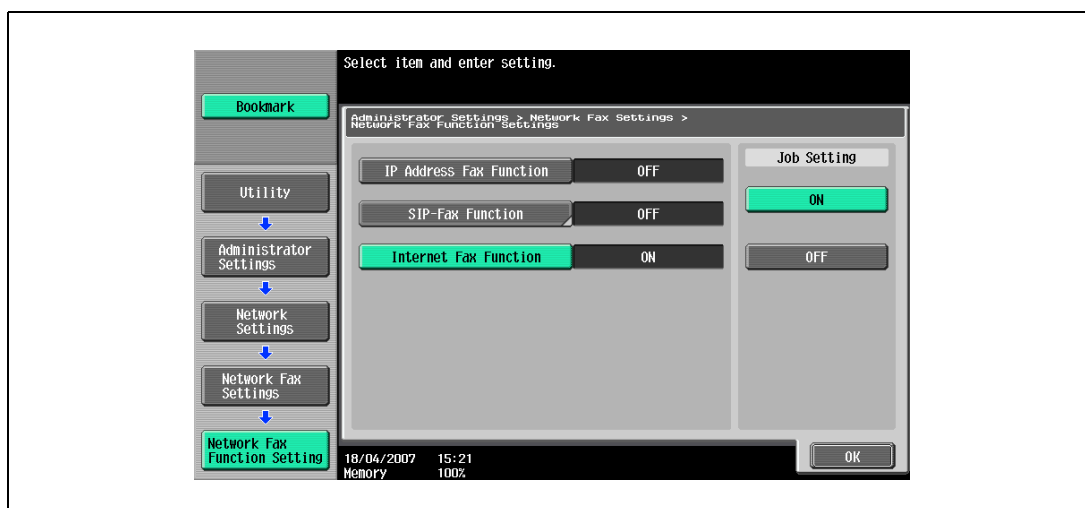 Select item and enter setting.
Bookmark
Administrator Settings > Network Fax Settings >
Network Fax Function Settings
Utility
Administrator
Settings
Network
Settings
Network Fax
Settings
Network Fax
Function Setting
IP Address Fax Function OFF
SIP-Fax Function OFF
Internet Fax Function ON
Job Setting
ON
OFF
18/04/2007 15:21
Memory 100%
OK